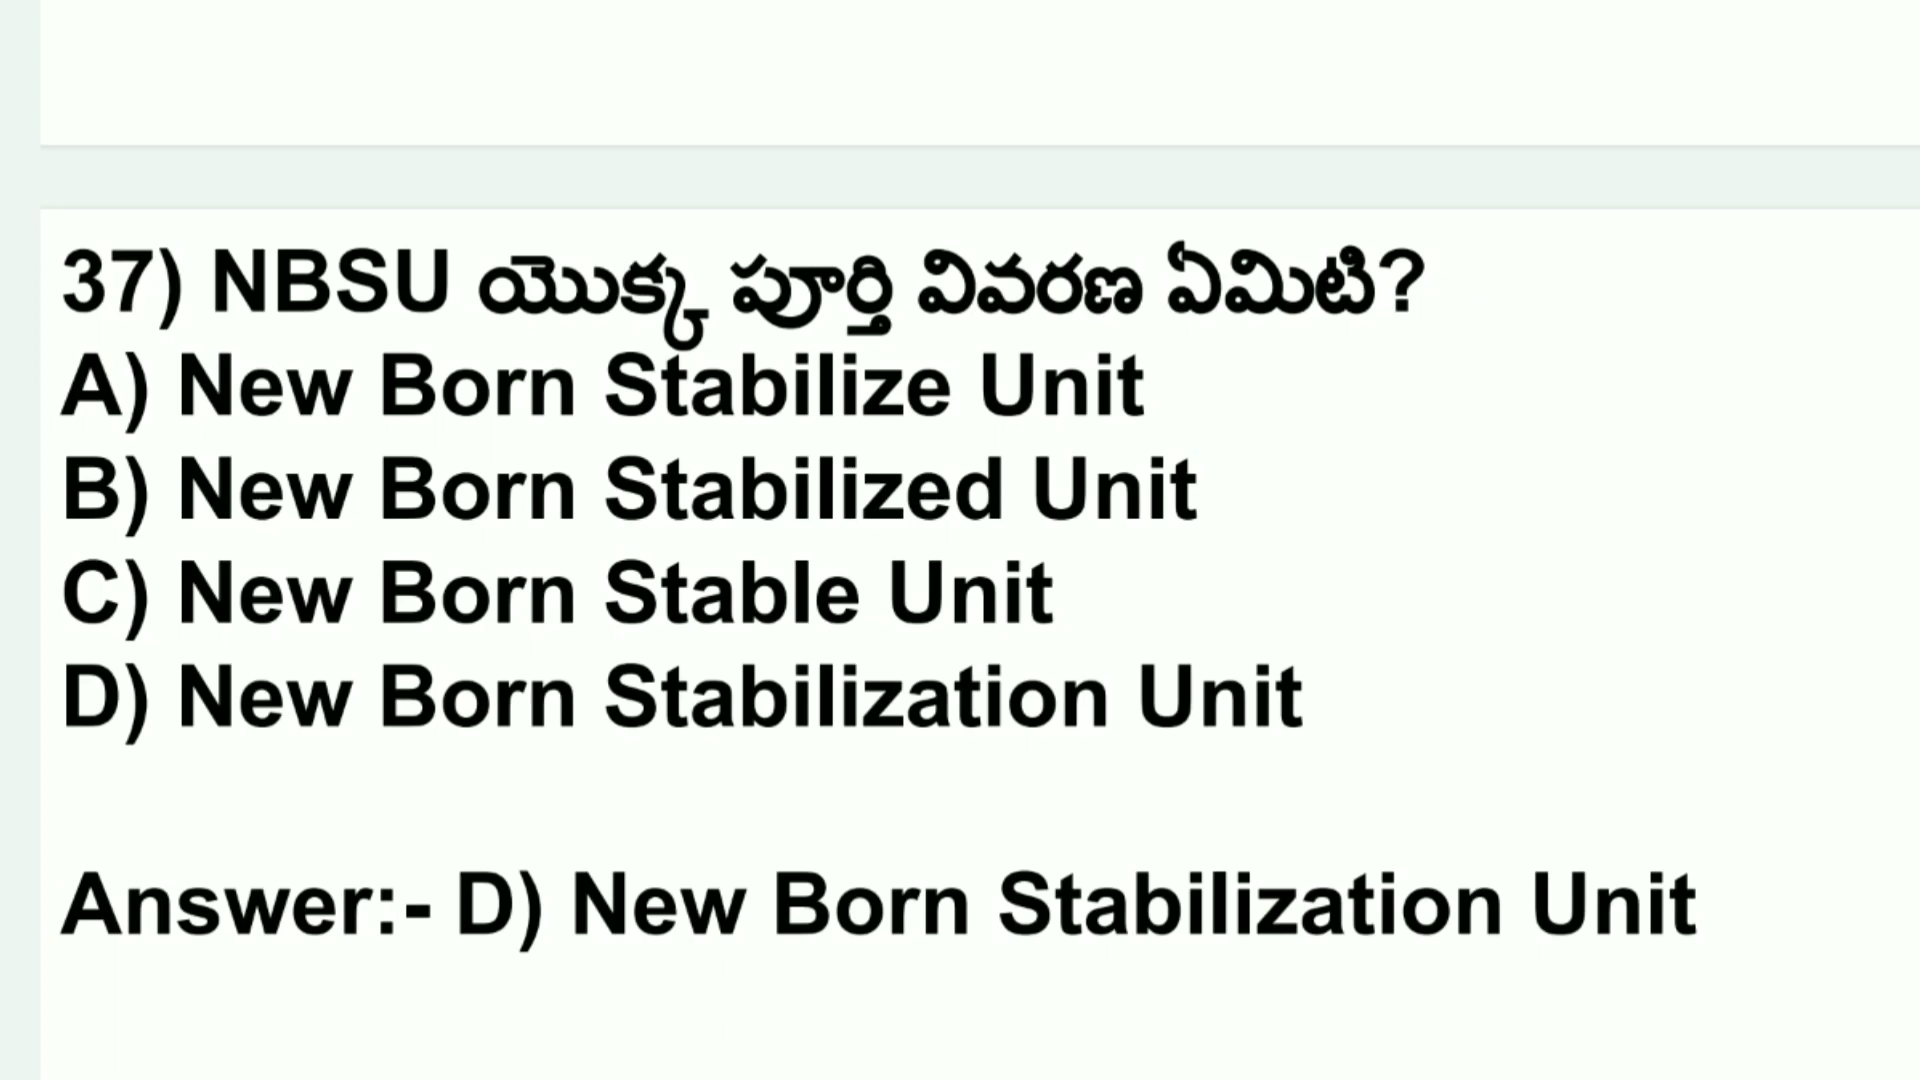 37) NBSU యొక్క పూర్తి వివరణ ఏమిటి?
A) New Born Stabilize Unit
B) New Born Stabilized Unit
C) New Born Stable Unit
D) New Born Stabilization Unit
Answer:- D) New Born Stabilization Unit